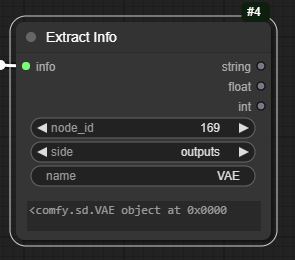 #4
Extract Info
info string
float
int
node_id 169
side outputs
name VAE
<comfy.sd.VAE object at 0x0000